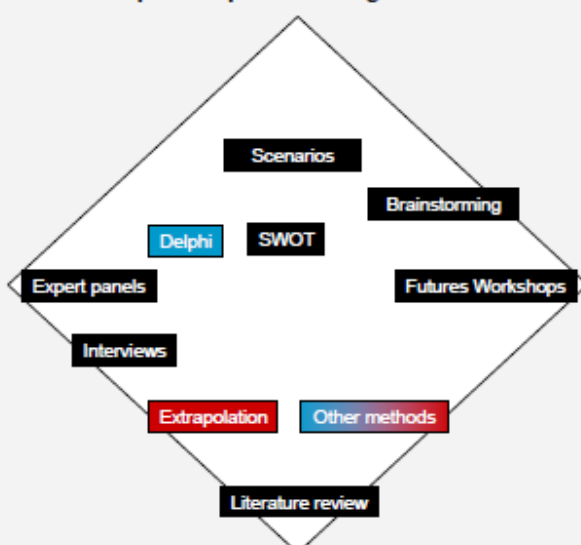 Scenarios
Brainstorming
Delphi
SWOT
Expert panels
Futures Workshops
Interviews
Extrapolation
Other methods
Literature review